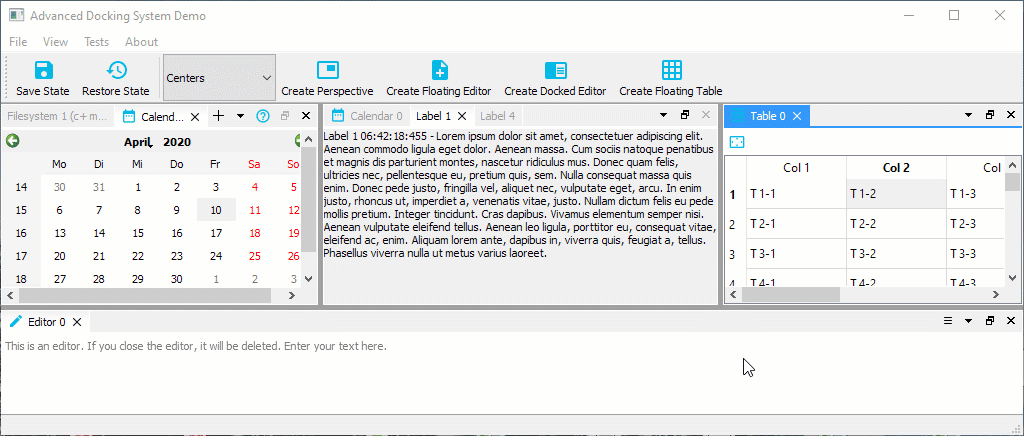 Advanced Docking System Demo
File View Tests About
Save State Restore State Centers Create Perspective Create Floating Editor Create Docked Editor Create Floating Table
Filesystem 1 (c+ m... Calend...
April, 2020
Mo Di Mi Do Fr Sa So
14 30 31 1 2 3 4 5
15 6 7 8 9 10 11 12
16 13 14 15 16 17 18 19
17 20 21 22 23 24 25 26
18 27 28 29 30 1 2 3
Calendar 0 Label 1 Label 4
Label 1 06:42:18:455 - Lorem ipsum dolor sit amet, consectetuer adipiscing elit.
Aenean commodo ligula eget dolor. Aenean massa. Cum sociis natoque penatibus
et magnis dis parturient montes, nascetur ridiculus mus. Donec quam felis,
ultricies nec, pellentesque eu, pretium quis, sem. Nulla consequat massa quis
enim. Donec pede justo, fringilla vel, aliquet nec, vulputate eget, arcu. In enim
justo, rhoncus ut, imperdiet a, venenatis vitae, justo. Nullam dictum felis eu pede
mollis pretium. Integer tincidunt. Cras dapibus. Vivamus elementum semper nisi.
Aenean vulputate eleifend tellus. Aenean leo ligula, porttitor eu, consequat vitae,
eleifend ac, enim. Aliquam lorem ante, dapibus in, viverra quis, feugiat a, tellus.
Phasellus viverra nulla ut metus varius laoreet.
Table 0
Col 1 Col 2 Col
1 T 1-1 T 1-2 T 1-3
2 T 2-1 T 2-2 T 2-3
3 T 3-1 T 3-2 T 3-3
4 T 4-1 T 4-2 T 4-3
Editor 0
This is an editor. If you close the editor, it will be deleted. Enter your text here.